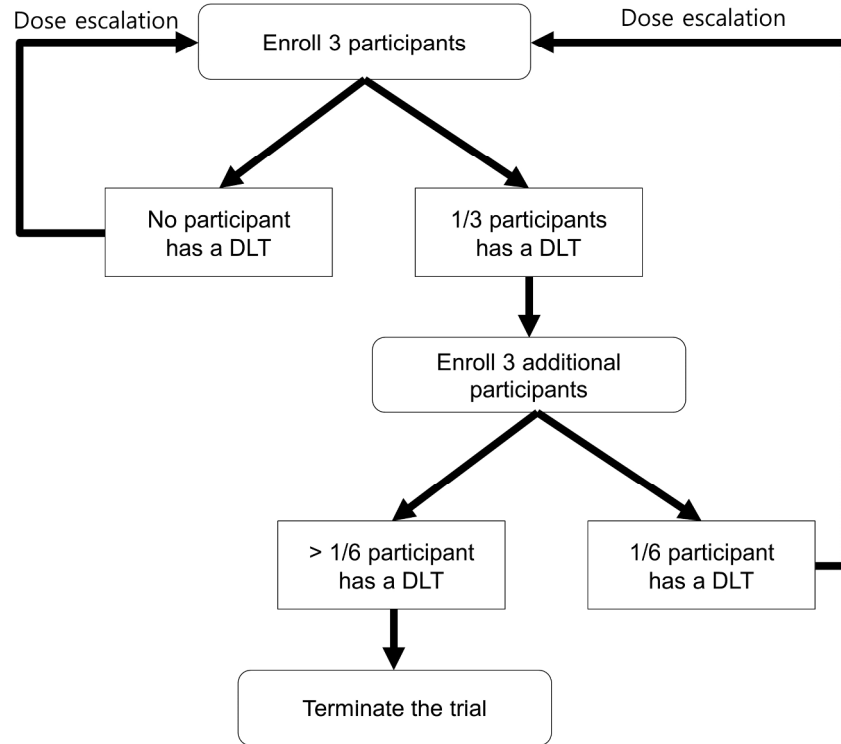 Dose escalation
Dose escalation
Enroll 3 participants
No participant
has a DLT
1/3 participants
has a DLT
Enroll 3 additional
participants
> 1/6 participant
has a DLT
1/6 participant
has a DLT
Terminate the trial